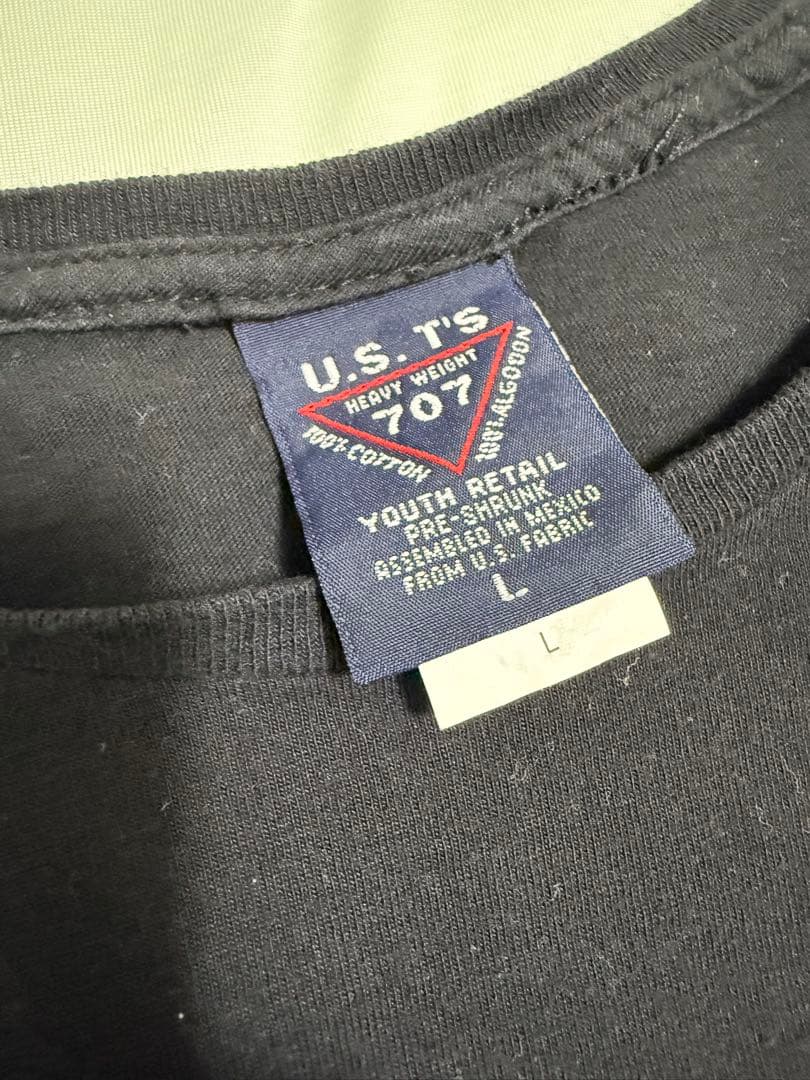 U.S. T'S
HEAVY WEIGHT
707
100% COTTON
100% ALGODON
YOUTH RETAIL
PRE-SHRUNK
ASSEMBLED IN MEXICO
FROM U.S. FABRIC
L
L